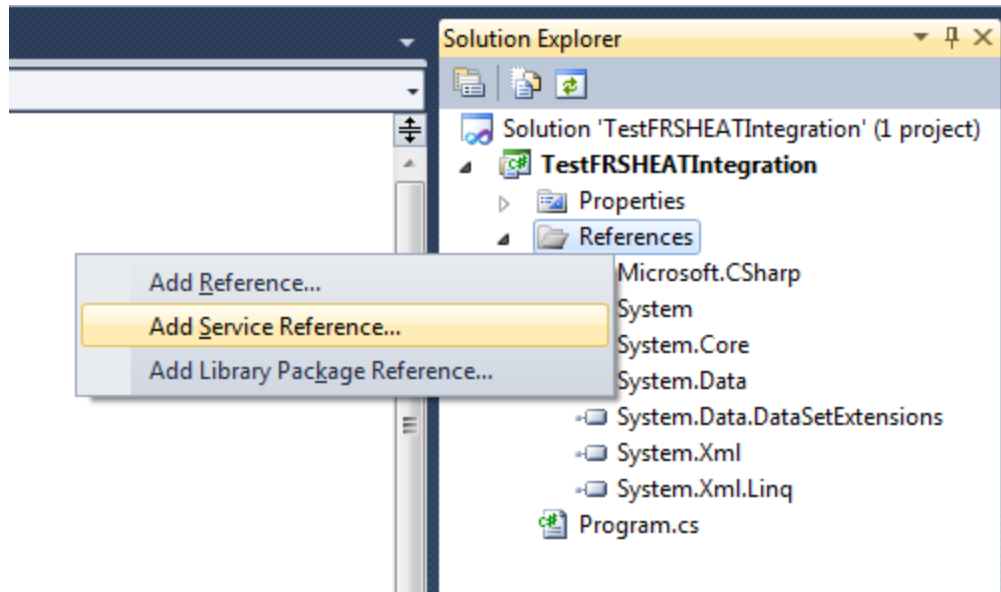 Solution Explorer
Solution 'TestFRSHEATIntegration' (1 project)
TestFRSHEATIntegration
Properties
References
Microsoft.CSharp
System
System.Core
System.Data
System.Data.DataSetExtensions
System.Xml
System.Xml.Linq
Program.cs
Add Reference...
Add Service Reference...
Add Library Package Reference...